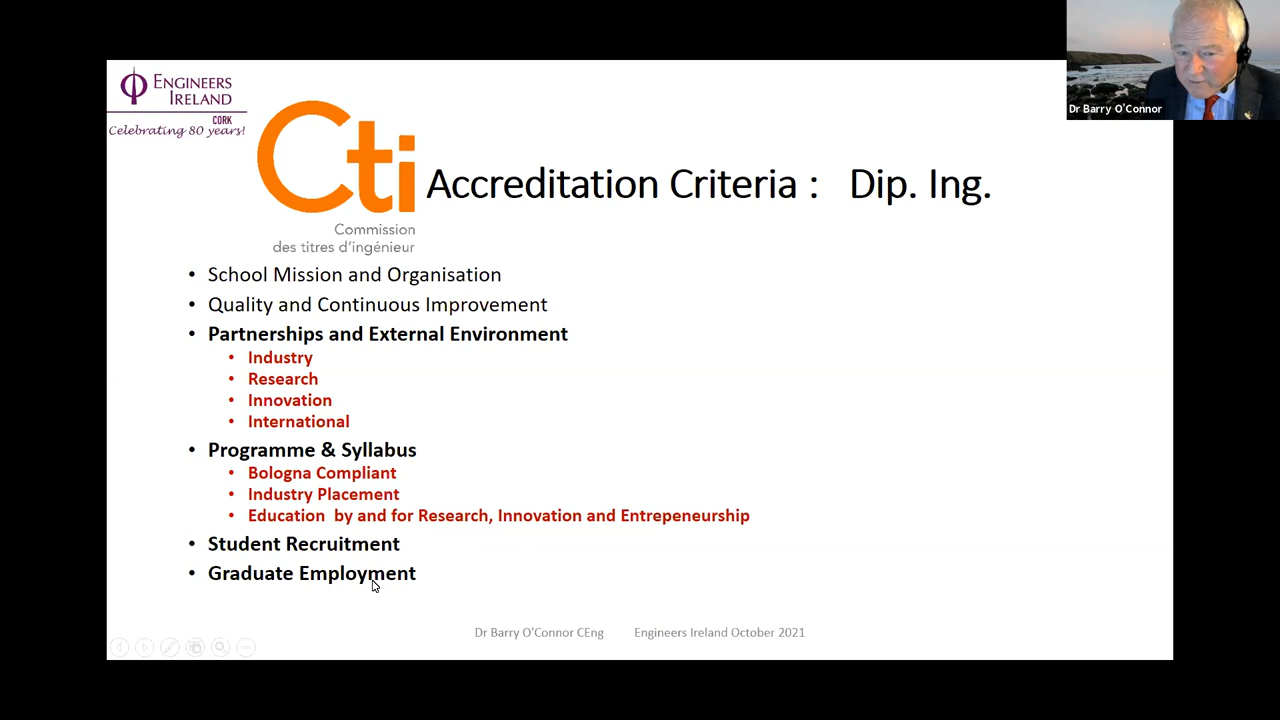 Dr Barry O'Connor
ENGINEERS
IRELAND
CORK
Celebrating 80 years!
Cti
Commission
des titres d'ingénieur
Accreditation Criteria : Dip. Ing.
• School Mission and Organisation
• Quality and Continuous Improvement
• Partnerships and External Environment
• Industry
• Research
• Innovation
• International
• Programme & Syllabus
• Bologna Compliant
• Industry Placement
• Education by and for Research, Innovation and Entrepeneurship
• Student Recruitment
• Graduate Employment
Dr Barry O'Connor CEng Engineers Ireland October 2021